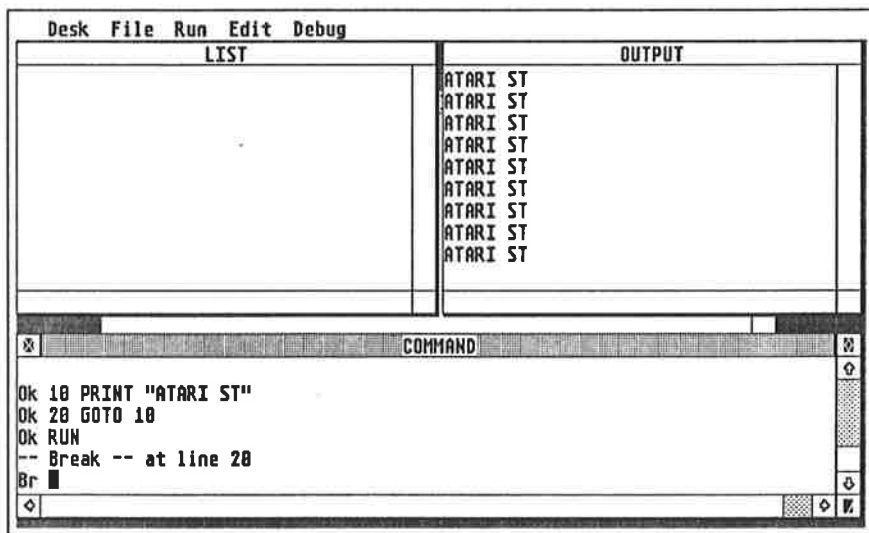 Desk File Run Edit Debug
LIST
OUTPUT
ATARI ST
ATARI ST
ATARI ST
ATARI ST
ATARI ST
ATARI ST
ATARI ST
ATARI ST
ATARI ST
COMMAND
Ok 10 PRINT "ATARI ST"
Ok 20 GOTO 10
Ok RUN
-- Break -- at line 20
Br